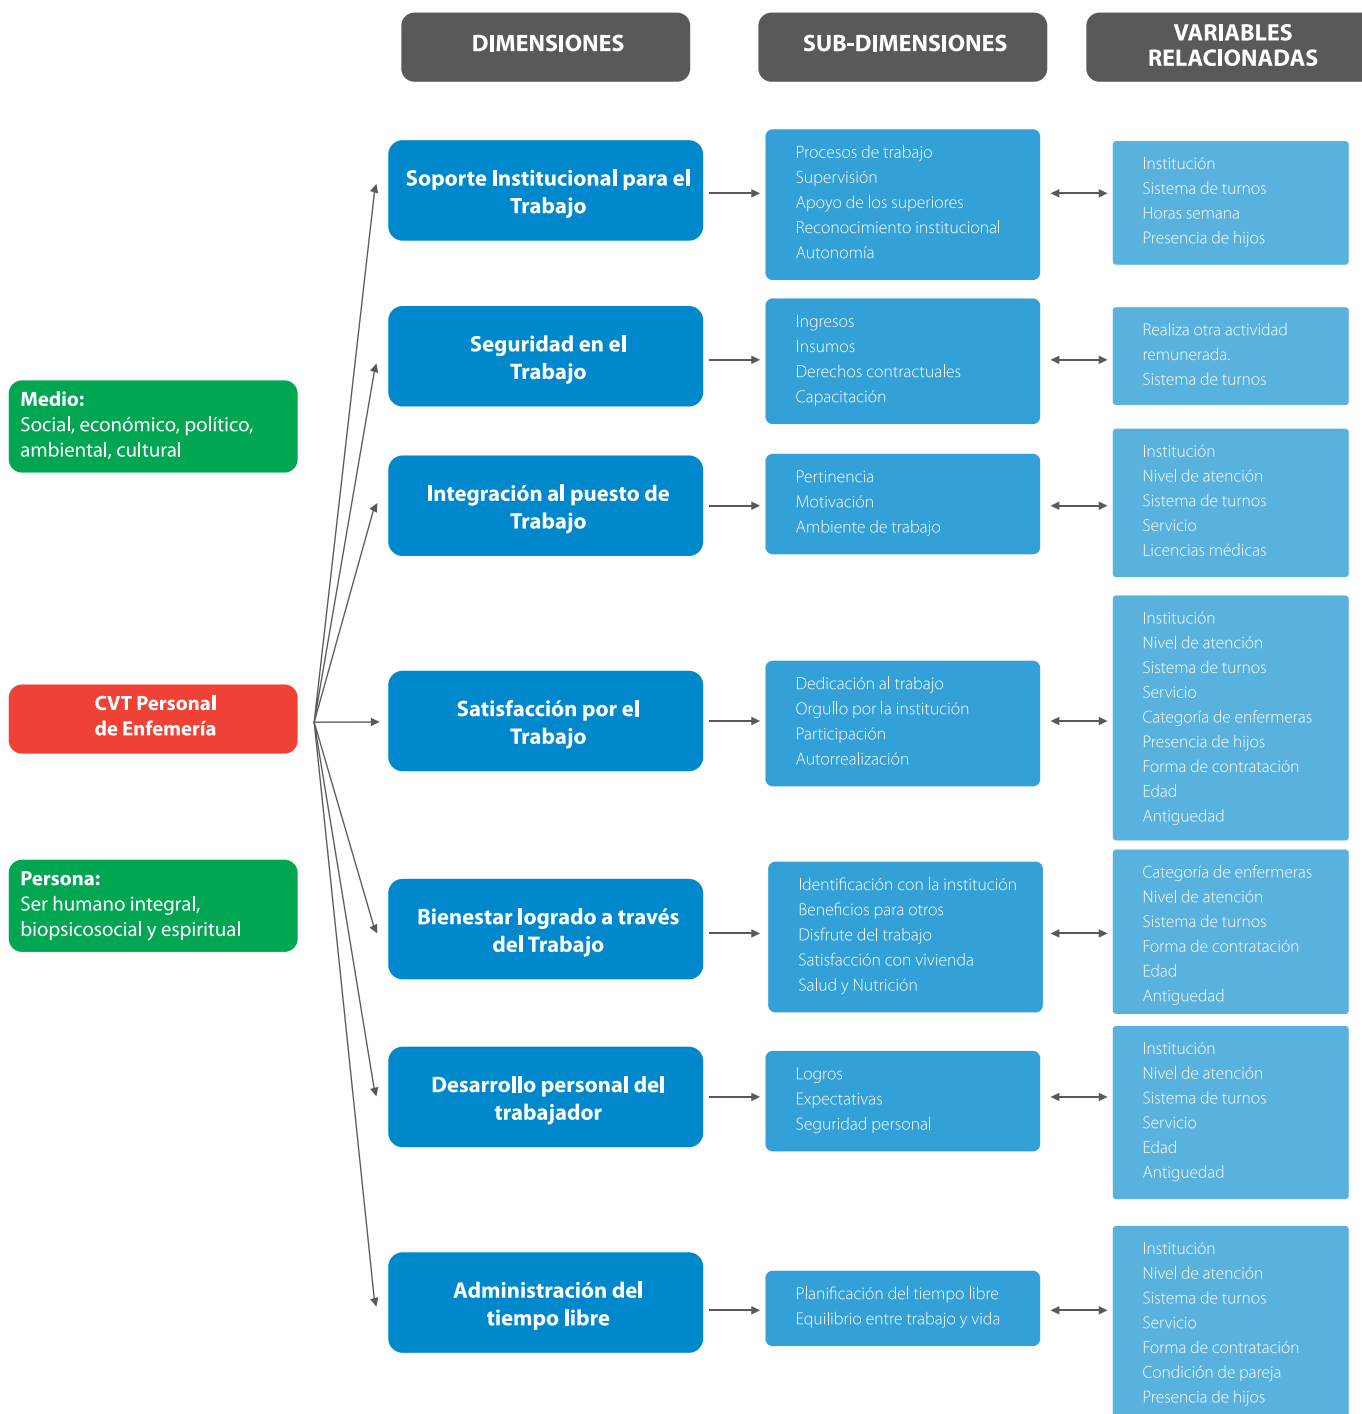 DIMENSIONES
SUB-DIMENSIONES
VARIABLES
RELACIONADAS
Medio:
Social, económico, político,
ambiental, cultural
CVT Personal
de Enfemería
Persona:
Ser humano integral,
biopsicosocial y espiritual
Soporte Institucional para el
Trabajo
Procesos de trabajo
Supervisión
Apoyo de los superiores
Reconocimiento institucional
Autonomía
Institución
Sistema de turnos
Horas semana
Presencia de hijos
Seguridad en el
Trabajo
Ingresos
Insumos
Derechos contractuales
Capacitación
Realiza otra actividad
remunerada.
Sistema de turnos
Integración al puesto de
Trabajo
Pertinencia
Motivación
Ambiente de trabajo
Institución
Nivel de atención
Sistema de turnos
Servicio
Licencias médicas
Satisfacción por el
Trabajo
Dedicación al trabajo
Orgullo por la institución
Participación
Autorrealización
Institución
Nivel de atención
Sistema de turnos
Servicio
Categoría de enfermeras
Presencia de hijos
Forma de contratación
Edad
Antiguedad
Bienestar logrado a través
del Trabajo
Identificación con la institución
Beneficios para otros
Disfrute del trabajo
Satisfacción con vivienda
Salud y Nutrición
Categoría de enfermeras
Nivel de atención
Sistema de turnos
Forma de contratación
Edad
Antiguedad
Desarrollo personal del
trabajador
Logros
Expectativas
Seguridad personal
Institución
Nivel de atención
Sistema de turnos
Servicio
Edad
Antiguedad
Administración del
tiempo libre
Planificación del tiempo libre
Equilibrio entre trabajo y vida
Institución
Nivel de atención
Sistema de turnos
Servicio
Forma de contratación
Condición de pareja
Presencia de hijos